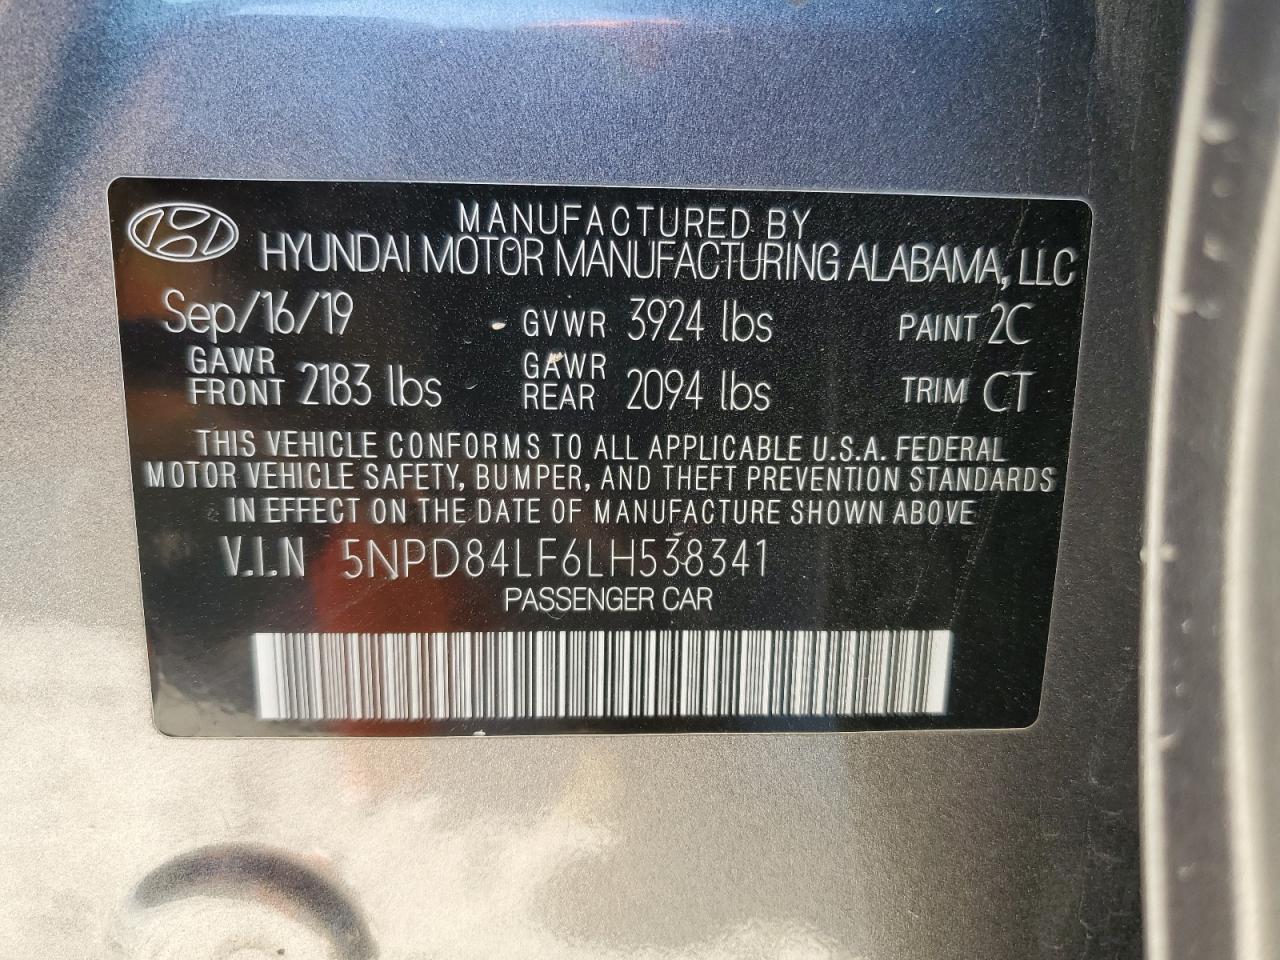 MANUFACTURED BY
HYUNDAI MOTOR MANUFACTURING ALABAMA, LLC
Sep/16/19 GVWR 3924 lbs PAINT 2C
GAWR FRONT 2183 lbs GAWR REAR 2094 lbs TRIM CT
THIS VEHICLE CONFORMS TO ALL APPLICABLE U.S.A. FEDERAL
MOTOR VEHICLE SAFETY, BUMPER, AND THEFT PREVENTION STANDARDS
IN EFFECT ON THE DATE OF MANUFACTURE SHOWN ABOVE
V.I.N 5NPD84LF6LH538341
PASSENGER CAR